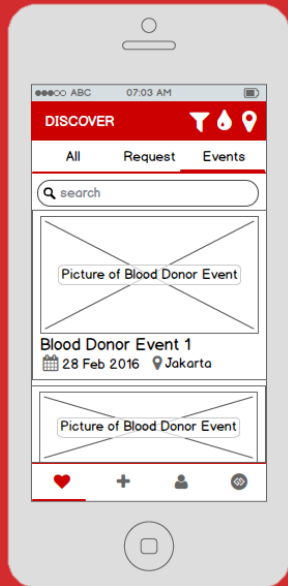 ABC 07:03 AM
DISCOVER
All Request Events
search
Picture of Blood Donor Event
Blood Donor Event 1
28 Feb 2016 Jakarta
Picture of Blood Donor Event